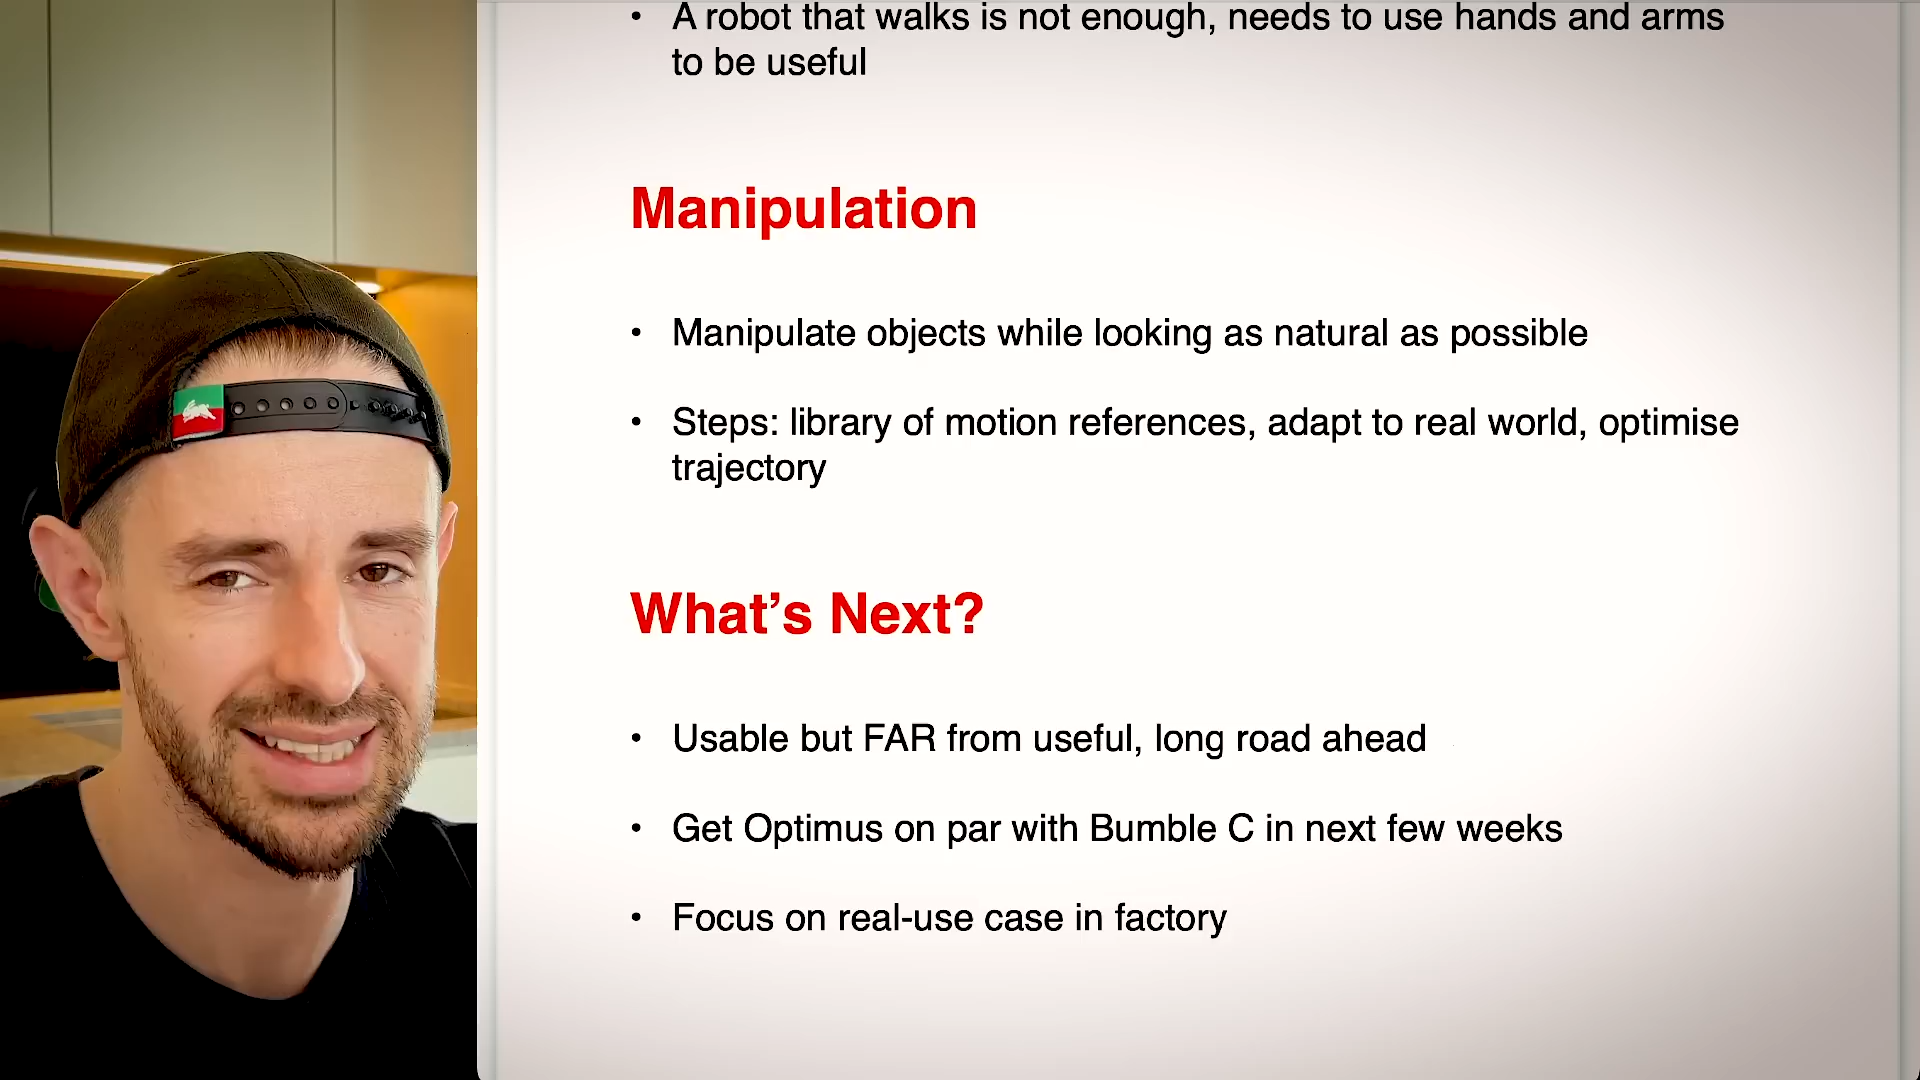 • A robot that walks is not enough, needs to use hands and arms
to be useful
Manipulation
• Manipulate objects while looking as natural as possible
• Steps: library of motion references, adapt to real world, optimise
trajectory
What’s Next?
• Usable but FAR from useful, long road ahead
• Get Optimus on par with Bumble C in next few weeks
• Focus on real-use case in factory